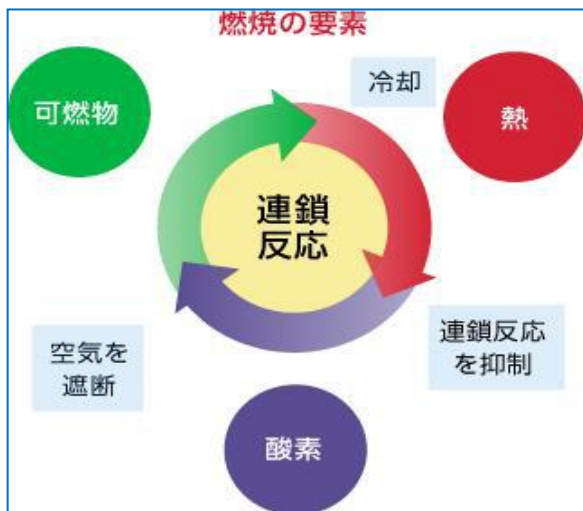 燃焼の要素
可燃物
冷却
熱
連鎖
反応
空気を
遮断
連鎖反応
を抑制
酸素